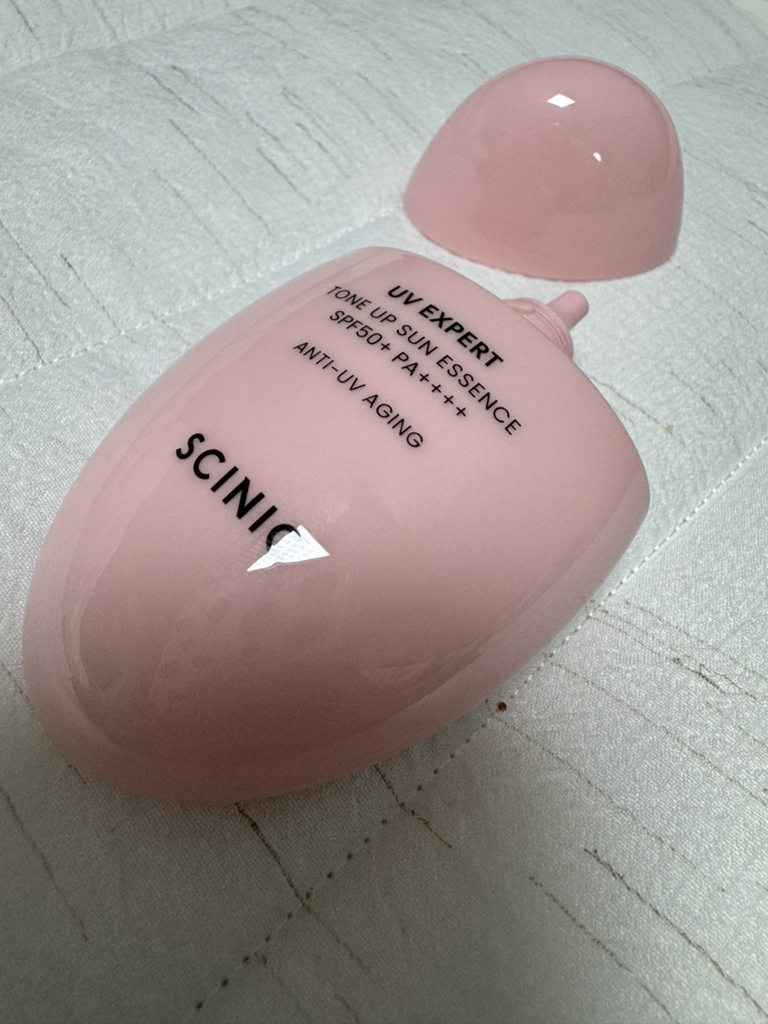 UV EXPERT
TONE UP SUN ESSENCE
SPF50+ PA++++
ANTI-UV AGING
SCINIC